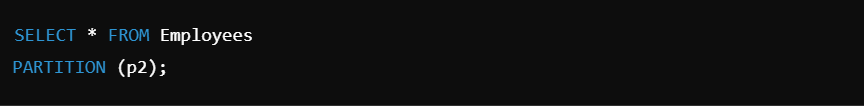 SELECT * FROM Employees
PARTITION (p2);